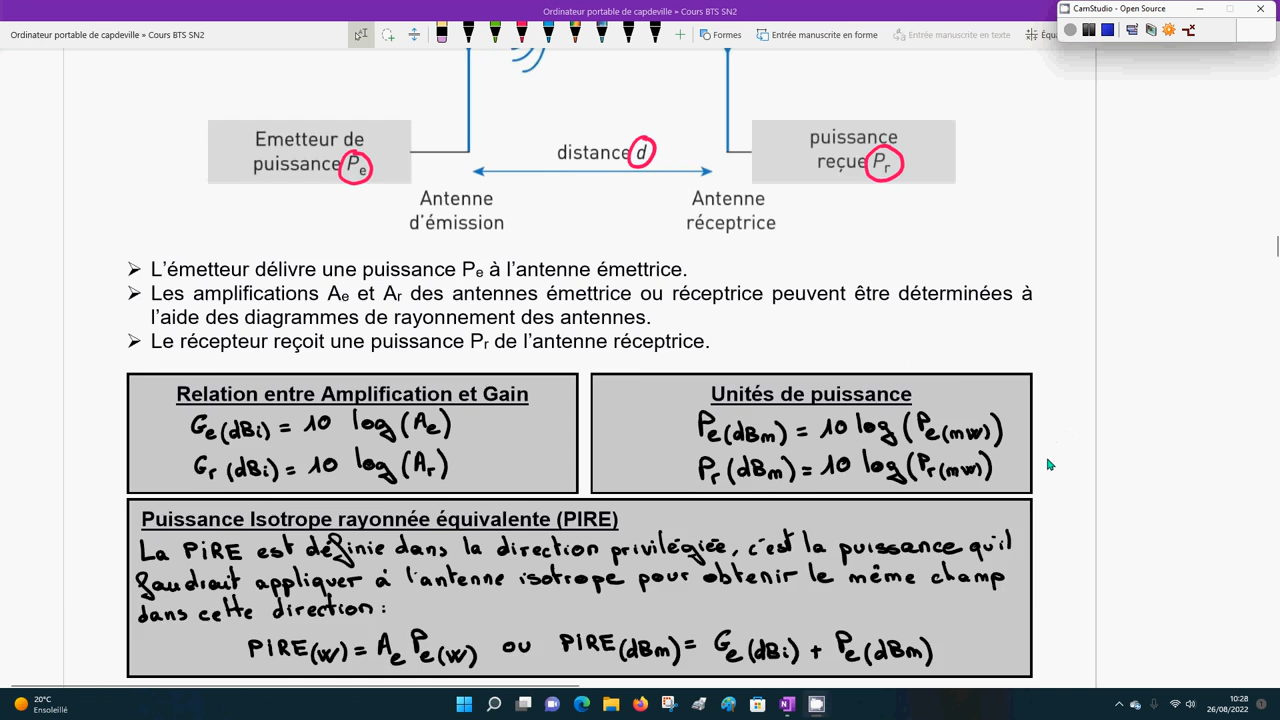 Ordinateur portable de capdeville » Cours BTS SN2
CamStudio - Open Source
Ordinateur portable de capdeville » Cours BTS SN2
Formes
Entrée manuscrite en forme
Entrée manuscrite en texte
Emetteur de
puissance Pe
distance d
puissance
reçue Pr
Antenne
d'émission
Antenne
réceptrice
➢ L'émetteur délivre une puissance Pe à l'antenne émettrice.
➢ Les amplifications Ae et Ar des antennes émettrice ou réceptrice peuvent être déterminées à
l'aide des diagrammes de rayonnement des antennes.
➢ Le récepteur reçoit une puissance Pr de l'antenne réceptrice.
Relation entre Amplification et Gain
Ge(dBi) = 10 log(Ae)
Gr(dBi) = 10 log(Ar)
Unités de puissance
Pe(dBm) = 10 log(Pe(mW))
Pr(dBm) = 10 log(Pr(mW))
Puissance Isotrope rayonnée équivalente (PIRE)
La PIRE est définie dans la direction privilégiée, c'est la puissance qu'il
faudrait appliquer à l'antenne isotrope pour obtenir le même champ
dans cette direction :
PIRE(W) = Ae Pe(W) ou PIRE(dBm) = Ge(dBi) + Pe(dBm)
20°C
Ensoleillé
10:28
26/08/2022